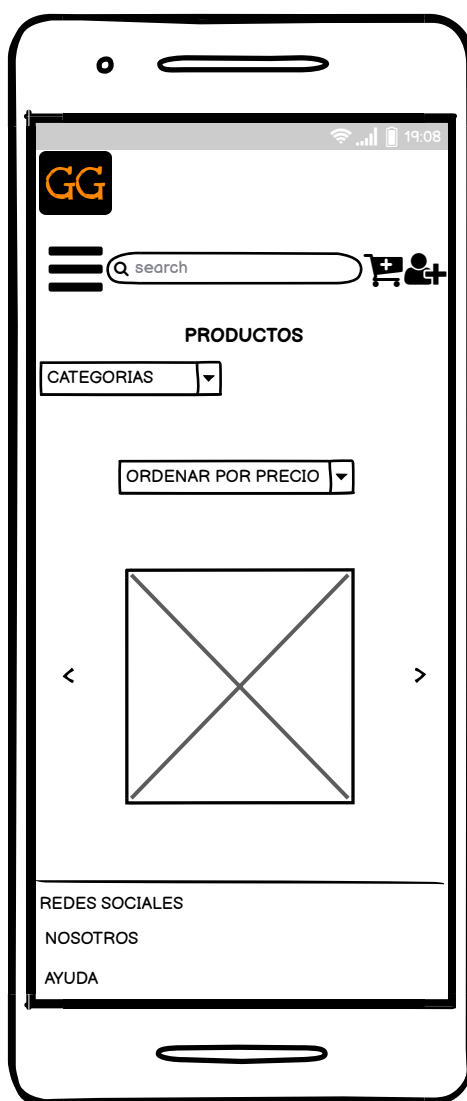 19:08
GG
search
PRODUCTOS
CATEGORIAS
ORDENAR POR PRECIO
<
>
REDES SOCIALES
NOSOTROS
AYUDA